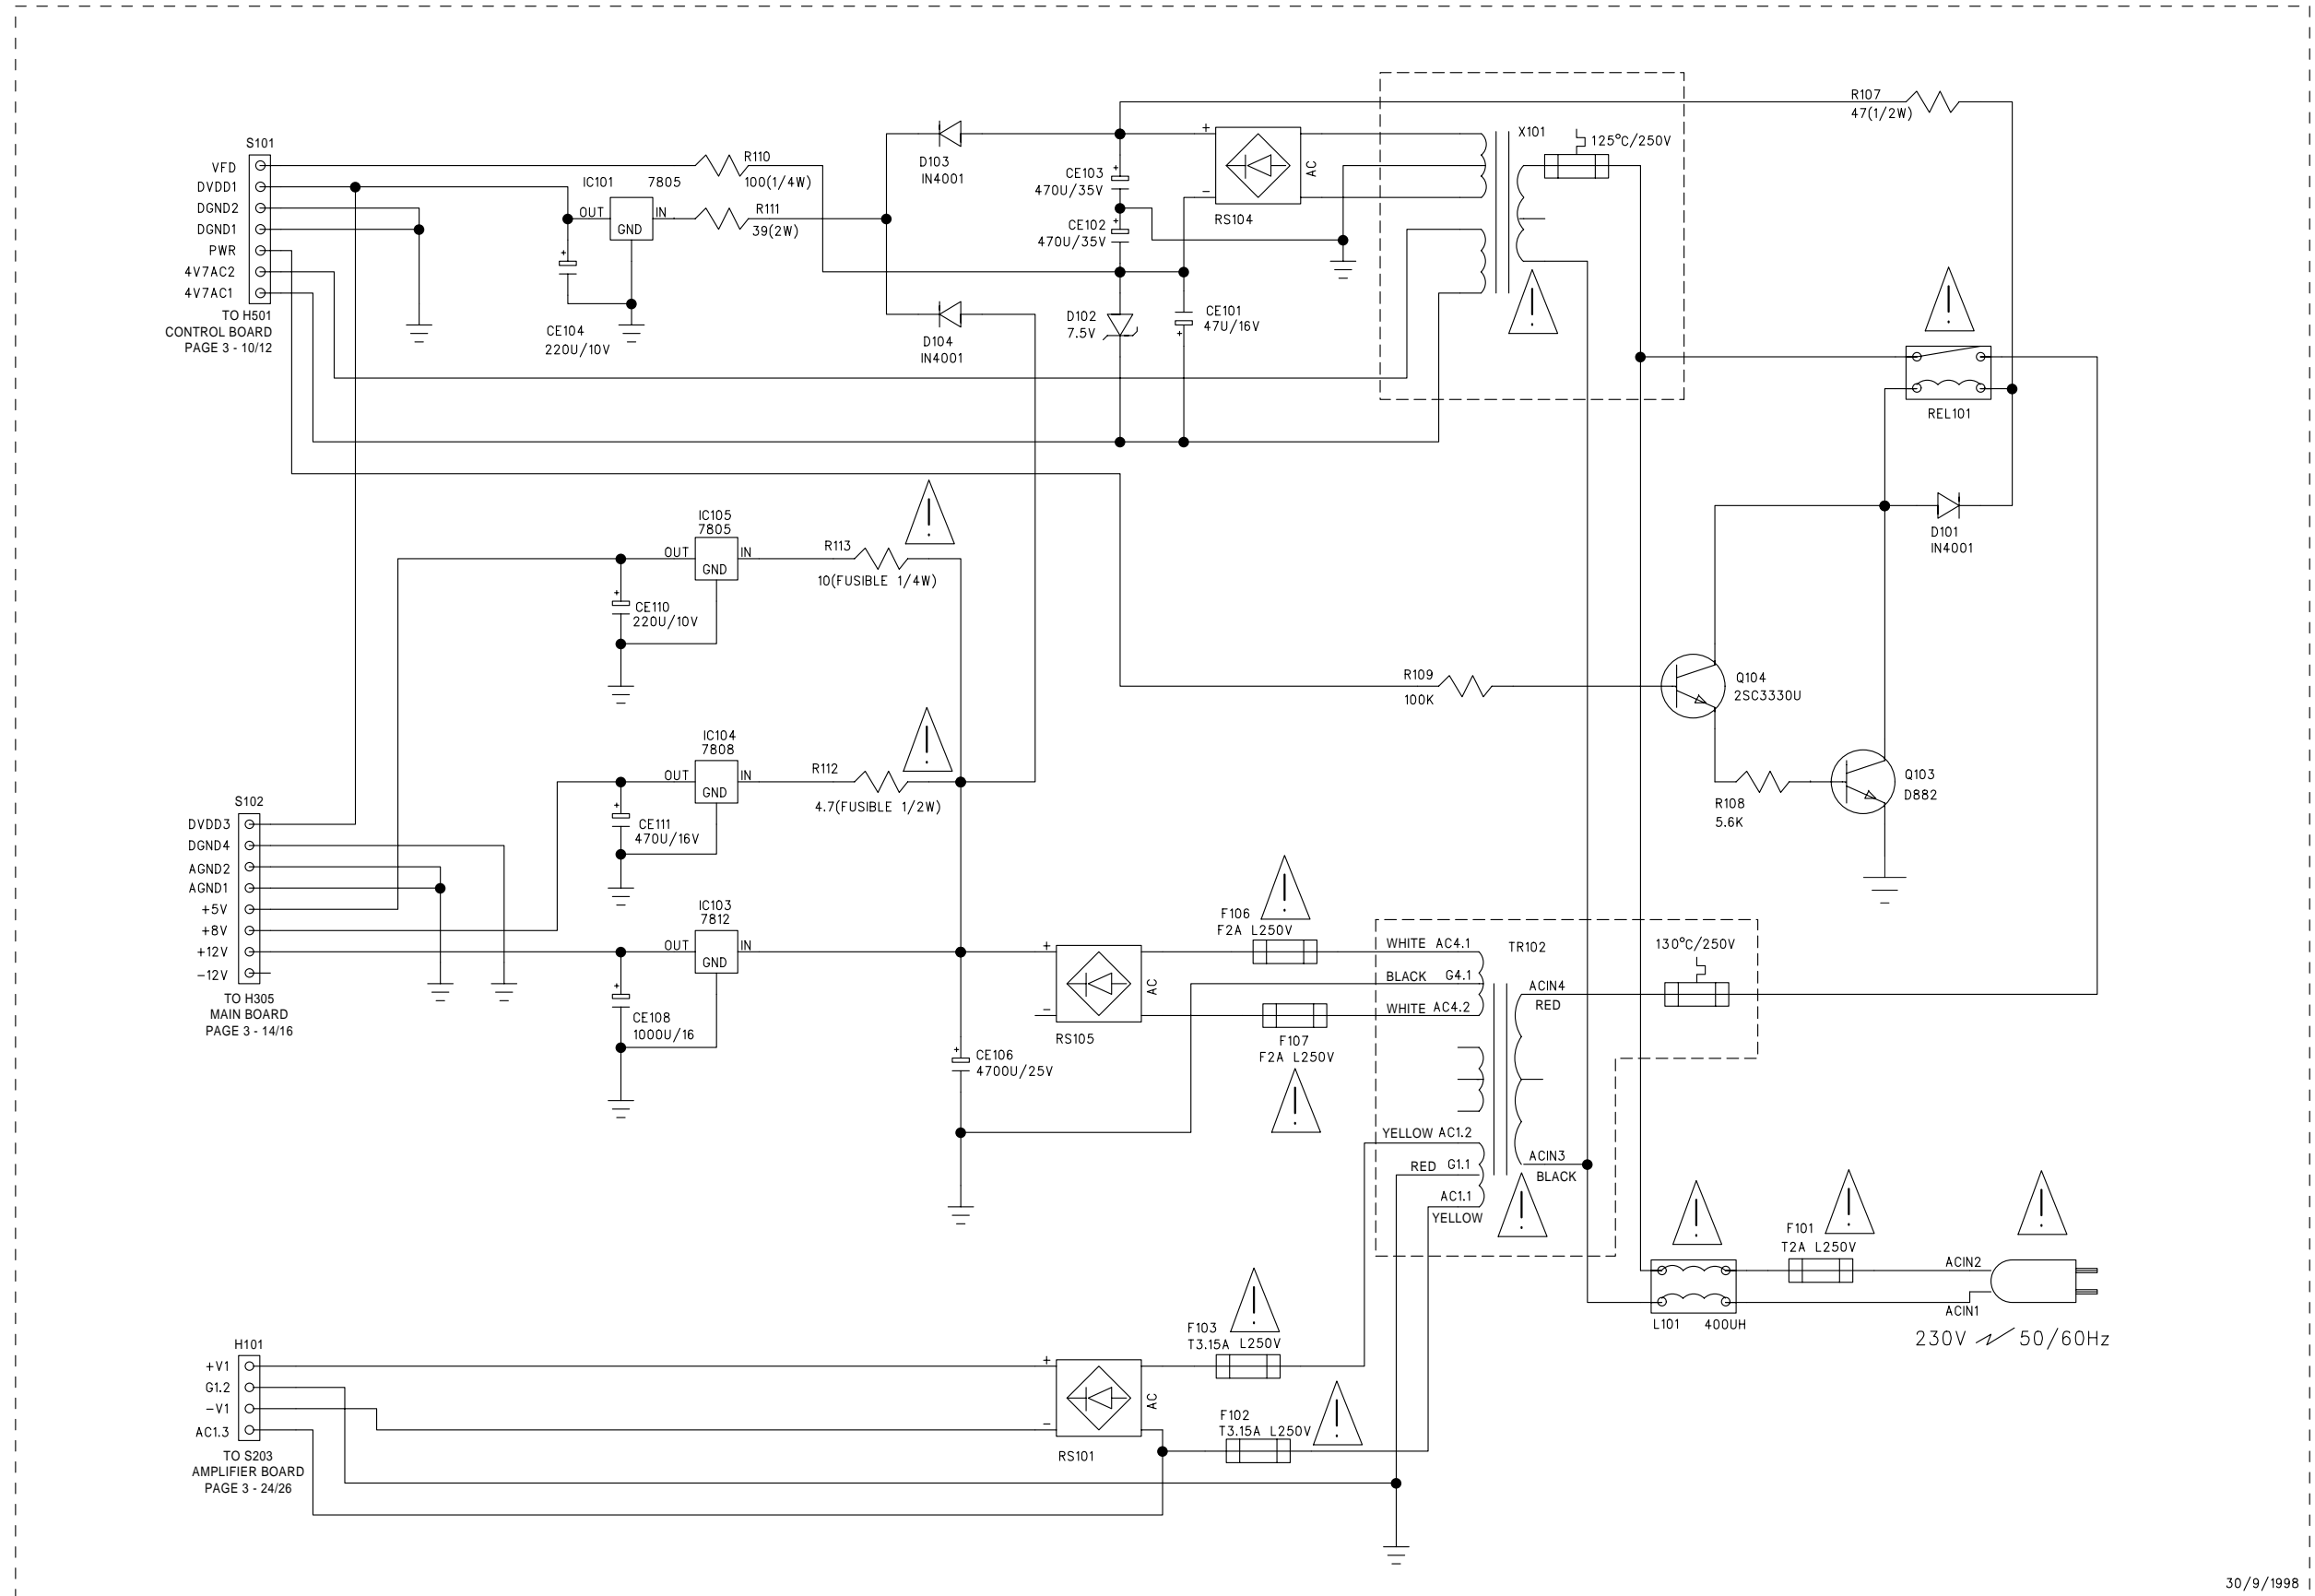 R107
47(1/2W)
X101
125°C/250V
S101
VFD
DVDD1
DGND2
DGND1
PWR
4V7AC2
4V7AC1
TO H501
CONTROL BOARD
PAGE 3 - 10/12
R110
100(1/4W)
IC101 7805
OUT
IN
GND
R111
39(2W)
CE104
220U/10V
+
D103
IN4001
D104
IN4001
+
CE103
470U/35V
+
CE102
470U/35V
+
-
AC
RS104
D102
7.5V
CE101
47U/16V
+
!
!
REL101
D101
IN4001
IC105
7805
OUT
IN
GND
R113
10(FUSIBLE 1/4W)
!
+
CE110
220U/10V
R109
100K
Q104
2SC3330U
R108
5.6K
Q103
D882
IC104
7808
OUT
IN
GND
R112
4.7(FUSIBLE 1/2W)
!
+
CE111
470U/16V
S102
DVDD3
DGND4
AGND2
AGND1
+5V
+8V
+12V
-12V
TO H305
MAIN BOARD
PAGE 3 - 14/16
IC103
7812
OUT
IN
GND
+
CE108
1000U/16
+
-
AC
RS105
+
CE106
4700U/25V
F106
F2A L250V
!
F107
F2A L250V
!
WHITE AC4.1
BLACK G4.1
WHITE AC4.2
TR102
130°C/250V
ACIN4
RED
YELLOW AC1.2
RED G1.1
AC1.1
YELLOW
ACIN3
BLACK
!
!
L101 400UH
F101
T2A L250V
!
!
ACIN2
ACIN1
230V 50/60Hz
H101
+V1
G1.2
-V1
AC1.3
TO S203
AMPLIFIER BOARD
PAGE 3 - 24/26
+
-
AC
RS101
F103
T3.15A L250V
!
F102
T3.15A L250V
!
30/9/1998